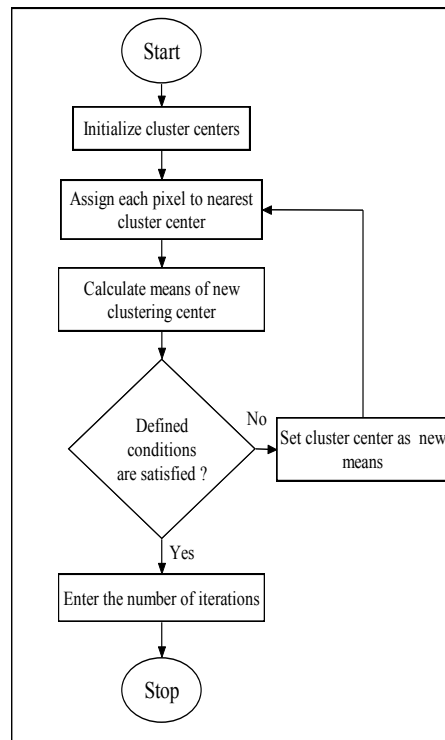 Start
Initialize cluster centers
Assign each pixel to nearest
cluster center
Calculate means of new
clustering center
Defined
conditions
are satisfied ?
No
Set cluster center as new
means
Yes
Enter the number of iterations
Stop